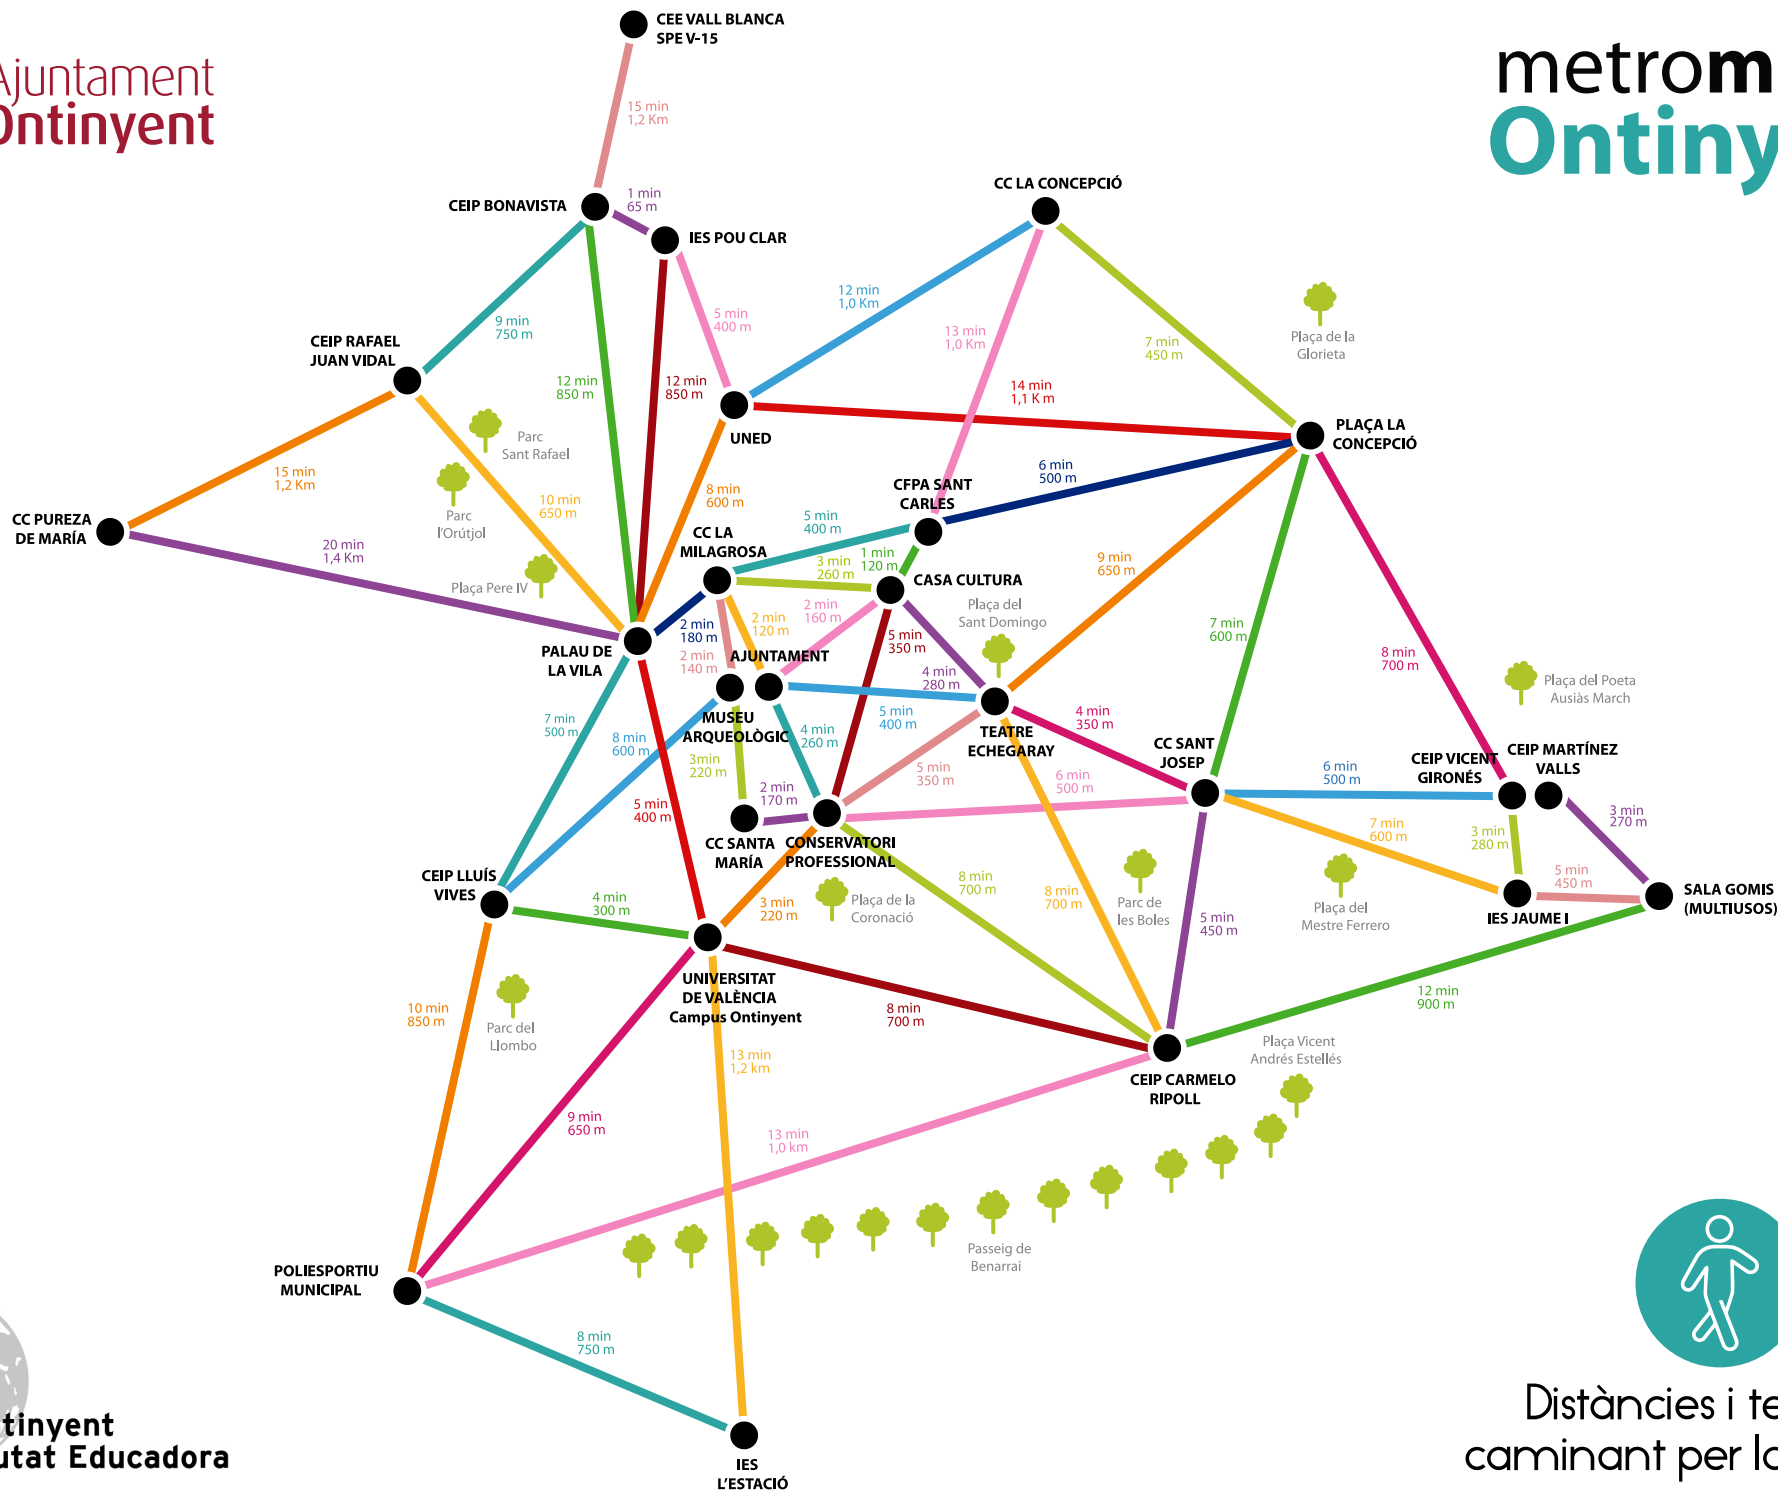 CEE VALL BLANCA
SPE V-15
Ajuntament
Ontinyent
metrom
Ontiny
15 min
1,2 Km
CEIP BONAVISTA
1 min
65 m
IES POU CLAR
CC LA CONCEPCIÓ
12 min
1,0 Km
9 min
750 m
5 min
400 m
13 min
1,0 Km
7 min
450 m
Plaça de la
Glorieta
CEIP RAFAEL
JUAN VIDAL
12 min
850 m
12 min
850 m
14 min
1,1 K m
UNED
PLAÇA LA
CONCEPCIÓ
Parc
Sant Rafael
15 min
1,2 Km
10 min
650 m
8 min
600 m
6 min
500 m
CFPA SANT
CARLES
CC PUREZA
DE MARÍA
Parc
l'Orútjol
20 min
1,4 Km
5 min
400 m
CC LA
MILAGROSA
1 min
120 m
3 min
260 m
9 min
650 m
Plaça Pere IV
CASA CULTURA
Plaça del
Sant Domingo
2 min
180 m
2 min
120 m
2 min
160 m
5 min
350 m
7 min
600 m
PALAU DE
LA VILA
2 min
140 m
AJUNTAMENT
4 min
280 m
8 min
700 m
Plaça del Poeta
Ausiàs March
MUSEU
ARQUEOLÒGIC
5 min
400 m
4 min
350 m
7 min
500 m
8 min
600 m
4 min
260 m
TEATRE
ECHEGARAY
CC SANT
JOSEP
CEIP VICENT
GIRONÉS
CEIP MARTÍNEZ
VALLS
3min
220 m
5 min
350 m
6 min
500 m
6 min
500 m
2 min
170 m
5 min
400 m
3 min
270 m
7 min
600 m
3 min
280 m
CC SANTA
MARÍA
CONSERVATORI
PROFESSIONAL
CEIP LLUÍS
VIVES
8 min
700 m
8 min
700 m
5 min
450 m
SALA GOMIS
(MULTIUSOS)
4 min
300 m
3 min
220 m
Plaça de la
Coronació
Parc de
les Boles
Plaça del
Mestre Ferrero
IES JAUME I
5 min
450 m
UNIVERSITAT
DE VALÈNCIA
Campus Ontinyent
10 min
850 m
Parc del
Llombo
8 min
700 m
12 min
900 m
13 min
1,2 km
Plaça Vicent
Andrés Estellés
CEIP CARMELO
RIPOLL
9 min
650 m
13 min
1,0 km
Passeig de
Benarrai
POLIESPORTIU
MUNICIPAL
8 min
750 m
IES
L'ESTACIÓ
tinyent
utat Educadora
Distàncies i te
caminant per la